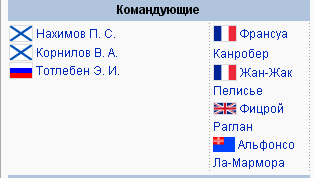 Командующие
Нахимов П. С.
Корнилов В. А.
Тотлебен Э. И.
Франсуа
Канробер
Жан-Жак
Пелисье
Фицрой
Раглан
Альфонсо
Ла-Мармора